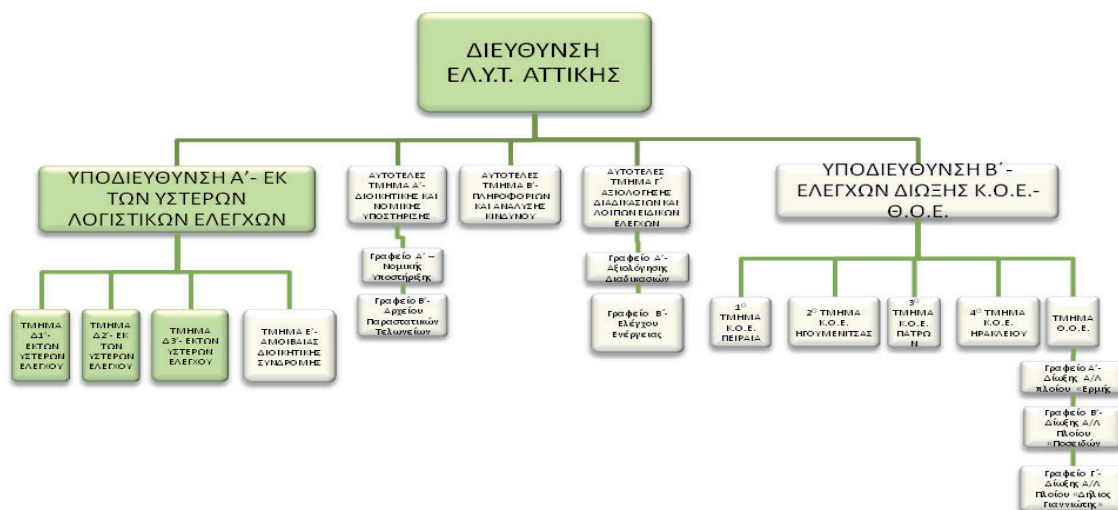 ΔΙΕΥΘΥΝΣΗ
ΕΛ.Υ.Τ. ΑΤΤΙΚΗΣ
ΥΠΟΔΙΕΥΘΥΝΣΗ Α’- ΕΚ
ΤΩΝ ΥΣΤΕΡΩΝ
ΛΟΓΙΣΤΙΚΩΝ ΕΛΕΓΧΩΝ
ΤΜΗΜΑ
Δ1’-
ΕΚΤΩΝ
ΥΣΤΕΡΩΝ
ΕΛΕΓΧΟΥ
ΤΜΗΜΑ
Δ2’- ΕΚ
ΤΩΝ
ΥΣΤΕΡΩΝ
ΕΛΕΓΧΟΥ
ΤΜΗΜΑ
Δ3’- ΕΚΤΩΝ
ΥΣΤΕΡΩΝ
ΕΛΕΓΧΟΥ
ΤΜΗΜΑ Ε’-
ΑΜΟΙΒΑΙΑΣ
ΔΙΟΙΚΗΤΙΚΗΣ
ΣΥΝΔΡΟΜΗΣ
ΑΥΤΟΤΕΛΕΣ
ΤΜΗΜΑ Α’-
ΔΙΟΙΚΗΤΙΚΗΣ ΚΑΙ
ΝΟΜΙΚΗΣ
ΥΠΟΣΤΗΡΙΣΗΣ
Γραφείο Α’ –
Νομικής
Υποστήριξης
Γραφείο Β’-
Αρχείου
Παραστατικών
Τελωνείων
ΑΥΤΟΤΕΛΕΣ
ΤΜΗΜΑ Β’-
ΠΛΗΡΟΦΟΡΙΩΝ
ΚΑΙ ΑΝΑΛΥΣΗΣ
ΚΙΝΔΥΝΟΥ
ΑΥΤΟΤΕΛΕΣ
ΤΜΗΜΑ Γ΄
ΑΞΙΟΛΟΓΗΣΗΣ
ΔΙΑΔΙΚΑΣΙΩΝ ΚΑΙ
ΛΟΙΠΩΝ ΕΙΔΙΚΩΝ
ΕΛΕΓΧΩΝ
Γραφείο Α’-
Αξιολόγησης
Διαδικασιών
Γραφείο Β’-
Ελέγχου
Ενέργειας
ΥΠΟΔΙΕΥΘΥΝΣΗ Β΄-
ΕΛΕΓΧΩΝ ΔΙΩΞΗΣ Κ.Ο.Ε.-
Θ.Ο.Ε.
1Ο
ΤΜΗΜΑ
Κ.Ο.Ε.
ΠΕΙΡΑΙΑ
2Ο ΤΜΗΜΑ
Κ.Ο.Ε.
ΗΓΟΥΜΕΝΙΤΣΑΣ
3Ο
ΤΜΗΜΑ
Κ.Ο.Ε.
ΠΑΤΡΩ
Ν
4Ο ΤΜΗΜΑ
Κ.Ο.Ε.
ΗΡΑΚΛΕΙΟΥ
ΤΜΗΜΑ
Θ.Ο.Ε.
Γραφείο Α’-
Δίωξης Α/Λ
πλοίου «Ερμής
Γραφείο Β’-
Δίωξης Α/Λ
Πλοίου
«Ποσειδών
Γραφείο Γ’-
Δίωξης Α/Λ
Πλοίου «Δήλιος
Γιαννιώτης»